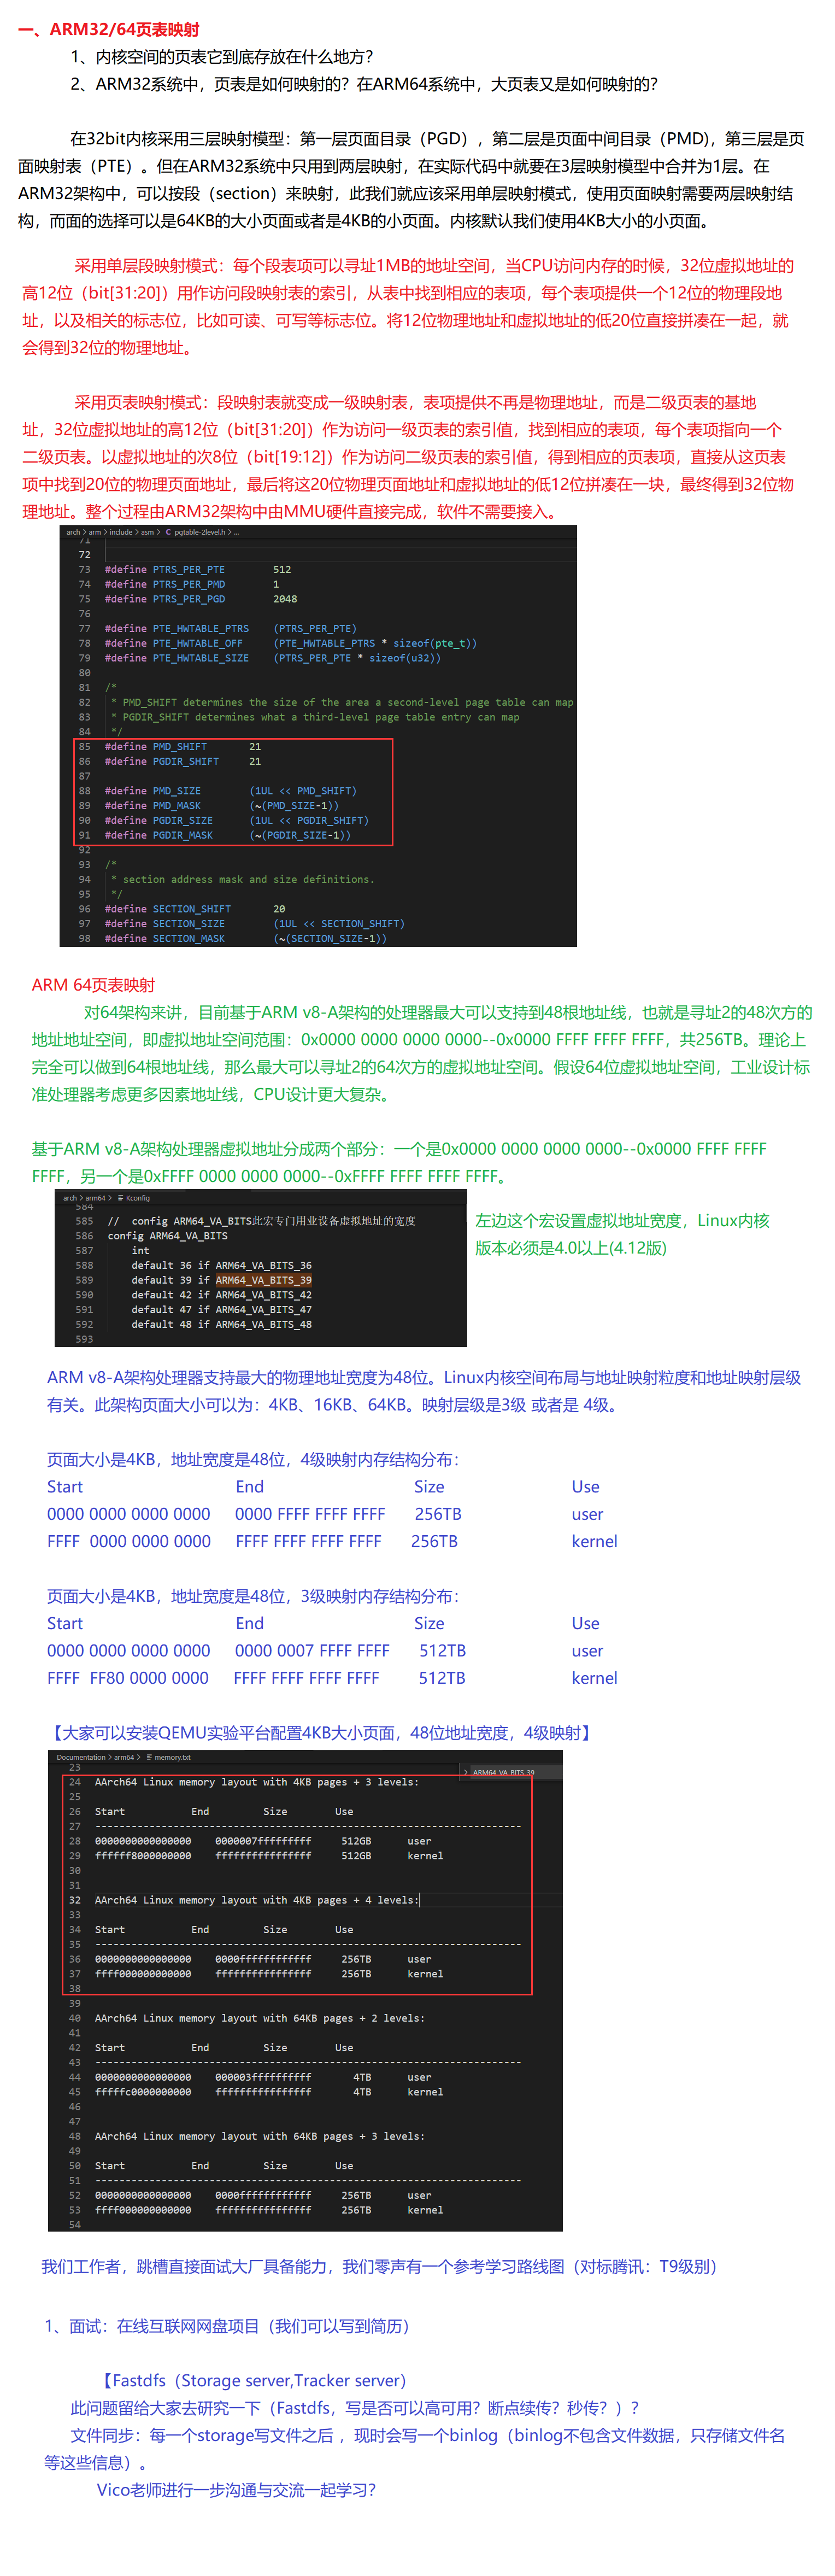 一、ARM32/64页表映射
1、内核空间的页表它到底存放在什么地方？
2、ARM32系统中，页表是如何映射的？在ARM64系统中，大页表又是如何映射的？
在32bit内核采用三层映射模型：第一层页面目录（PGD），第二层是页面中间目录（PMD)，第三层是页
面映射表（PTE）。但在ARM32系统中只用到两层映射，在实际代码中就要在3层映射模型中合并为1层。在
ARM32架构中，可以按段（section）来映射，此我们就应该采用单层映射模式，使用页面映射需要两层映射结
构，而面的选择可以是64KB的大小页面或者是4KB的小页面。内核默认我们使用4KB大小的小页面。
采用单层段映射模式：每个段表项可以寻址1MB的地址空间，当CPU访问内存的时候，32位虚拟地址的
高12位（bit[31:20]）用作访问段映射表的索引，从表中找到相应的表项，每个表项提供一个12位的物理段地
址，以及相关的标志位，比如可读、可写等标志位。将12位物理地址和虚拟地址的低20位直接拼凑在一起，就
会得到32位的物理地址。
采用页表映射模式：段映射表就变成一级映射表，表项提供不再是物理地址，而是二级页表的基地
址，32位虚拟地址的高12位（bit[31:20]）作为访问一级页表的索引值，找到相应的表项，每个表项指向一个
二级页表。以虚拟地址的次8位（bit[19:12]）作为访问二级页表的索引值，得到相应的页表项，直接从这页表
项中找到20位的物理页面地址，最后将这20位物理页面地址和虚拟地址的低12位拼凑在一块，最终得到32位物
理地址。整个过程由ARM32架构中由MMU硬件直接完成，软件不需要接入。
arch > arm > include > asm > C pgtable-2level.h > ...
71
72
73 #define PTRS_PER_PTE 512
74 #define PTRS_PER_PMD 1
75 #define PTRS_PER_PGD 2048
76
77 #define PTE_HWTABLE_PTRS (PTRS_PER_PTE)
78 #define PTE_HWTABLE_OFF (PTE_HWTABLE_PTRS * sizeof(pte_t))
79 #define PTE_HWTABLE_SIZE (PTRS_PER_PTE * sizeof(u32))
80
81 /*
82 * PMD_SHIFT determines the size of the area a second-level page table can map
83 * PGDIR_SHIFT determines what a third-level page table entry can map
84 */
85 #define PMD_SHIFT 21
86 #define PGDIR_SHIFT 21
87
88 #define PMD_SIZE (1UL << PMD_SHIFT)
89 #define PMD_MASK (~(PMD_SIZE-1))
90 #define PGDIR_SIZE (1UL << PGDIR_SHIFT)
91 #define PGDIR_MASK (~(PGDIR_SIZE-1))
92
93 /*
94 * section address mask and size definitions.
95 */
96 #define SECTION_SHIFT 20
97 #define SECTION_SIZE (1UL << SECTION_SHIFT)
98 #define SECTION_MASK (~(SECTION_SIZE-1))
ARM 64页表映射
对64架构来讲，目前基于ARM v8-A架构的处理器最大可以支持到48根地址线，也就是寻址2的48次方的
地址地址空间，即虚拟地址空间范围：0x0000 0000 0000 0000--0x0000 FFFF FFFF FFFF，共256TB。理论上
完全可以做到64根地址线，那么最大可以寻址2的64次方的虚拟地址空间。假设64位虚拟地址空间，工业设计标
准处理器考虑更多因素地址线，CPU设计更大复杂。
基于ARM v8-A架构处理器虚拟地址分成两个部分：一个是0x0000 0000 0000 0000--0x0000 FFFF FFFF
FFFF，另一个是0xFFFF 0000 0000 0000--0xFFFF FFFF FFFF FFFF。
arch > arm64 > Kconfig
584
585 // config ARM64_VA_BITS此宏专门用业设备虚拟地址的宽度
586 config ARM64_VA_BITS
587 int
588 default 36 if ARM64_VA_BITS_36
589 default 39 if ARM64_VA_BITS_39
590 default 42 if ARM64_VA_BITS_42
591 default 47 if ARM64_VA_BITS_47
592 default 48 if ARM64_VA_BITS_48
593
左边这个宏设置虚拟地址宽度，Linux内核
版本必须是4.0以上(4.12版)
ARM v8-A架构处理器支持最大的物理地址宽度为48位。Linux内核空间布局与地址映射粒度和地址映射层级
有关。此架构页面大小可以为：4KB、16KB、64KB。映射层级是3级 或者是 4级。
页面大小是4KB，地址宽度是48位，4级映射内存结构分布：
Start End Size Use
0000 0000 0000 0000 0000 FFFF FFFF FFFF 256TB user
FFFF 0000 0000 0000 FFFF FFFF FFFF FFFF 256TB kernel
页面大小是4KB，地址宽度是48位，3级映射内存结构分布：
Start End Size Use
0000 0000 0000 0000 0000 0007 FFFF FFFF 512TB user
FFFF FF80 0000 0000 FFFF FFFF FFFF FFFF 512TB kernel
【大家可以安装QEMU实验平台配置4KB大小页面，48位地址宽度，4级映射】
Documentation > arm64 > memory.txt
> ARM64_VA_BITS_39
23
24 AArch64 Linux memory layout with 4KB pages + 3 levels:
25
26 Start End Size Use
27 -----------------------------------------------------------------------
28 0000000000000000 0000007fffffffff 512GB user
29 ffffff8000000000 ffffffffffffffff 512GB kernel
30
31
32 AArch64 Linux memory layout with 4KB pages + 4 levels:
33
34 Start End Size Use
35 -----------------------------------------------------------------------
36 0000000000000000 0000ffffffffffff 256TB user
37 ffff000000000000 ffffffffffffffff 256TB kernel
38
39
40 AArch64 Linux memory layout with 64KB pages + 2 levels:
41
42 Start End Size Use
43 -----------------------------------------------------------------------
44 0000000000000000 000003ffffffffff 4TB user
45 fffffc0000000000 ffffffffffffffff 4TB kernel
46
47
48 AArch64 Linux memory layout with 64KB pages + 3 levels:
49
50 Start End Size Use
51 -----------------------------------------------------------------------
52 0000000000000000 0000ffffffffffff 256TB user
53 ffff000000000000 ffffffffffffffff 256TB kernel
54
我们工作者，跳槽直接面试大厂具备能力，我们零声有一个参考学习路线图（对标腾讯：T9级别）
1、面试：在线互联网网盘项目（我们可以写到简历）
【Fastdfs（Storage server,Tracker server）
此问题留给大家去研究一下（Fastdfs，写是否可以高可用？断点续传？秒传？）？
文件同步：每一个storage写文件之后 ，现时会写一个binlog（binlog不包含文件数据，只存储文件名
等这些信息）。
Vico老师进行一步沟通与交流一起学习？